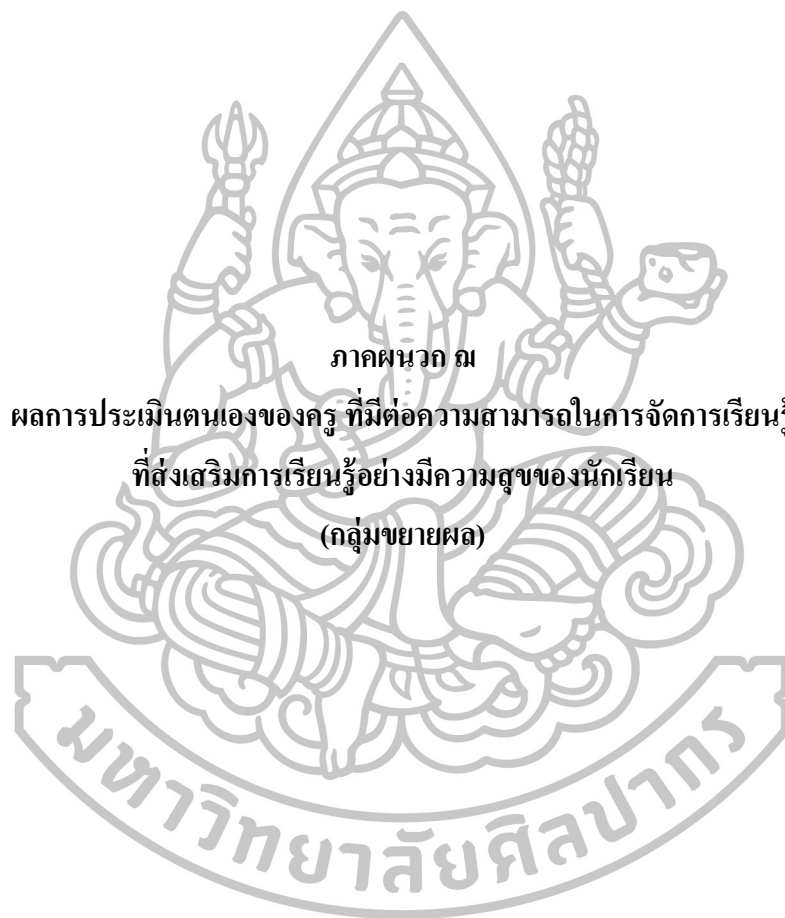 ภาคผนวก ฌ
ผลการประเมินตนเองของครู ที่มีต่อความสามารถในการจัดการเรียนรู้
ที่ส่งเสริมการเรียนรู้อย่างมีความสุขของนักเรียน
(กลุ่มขยายผล)
มหาวิทยาลัยศิลปากร